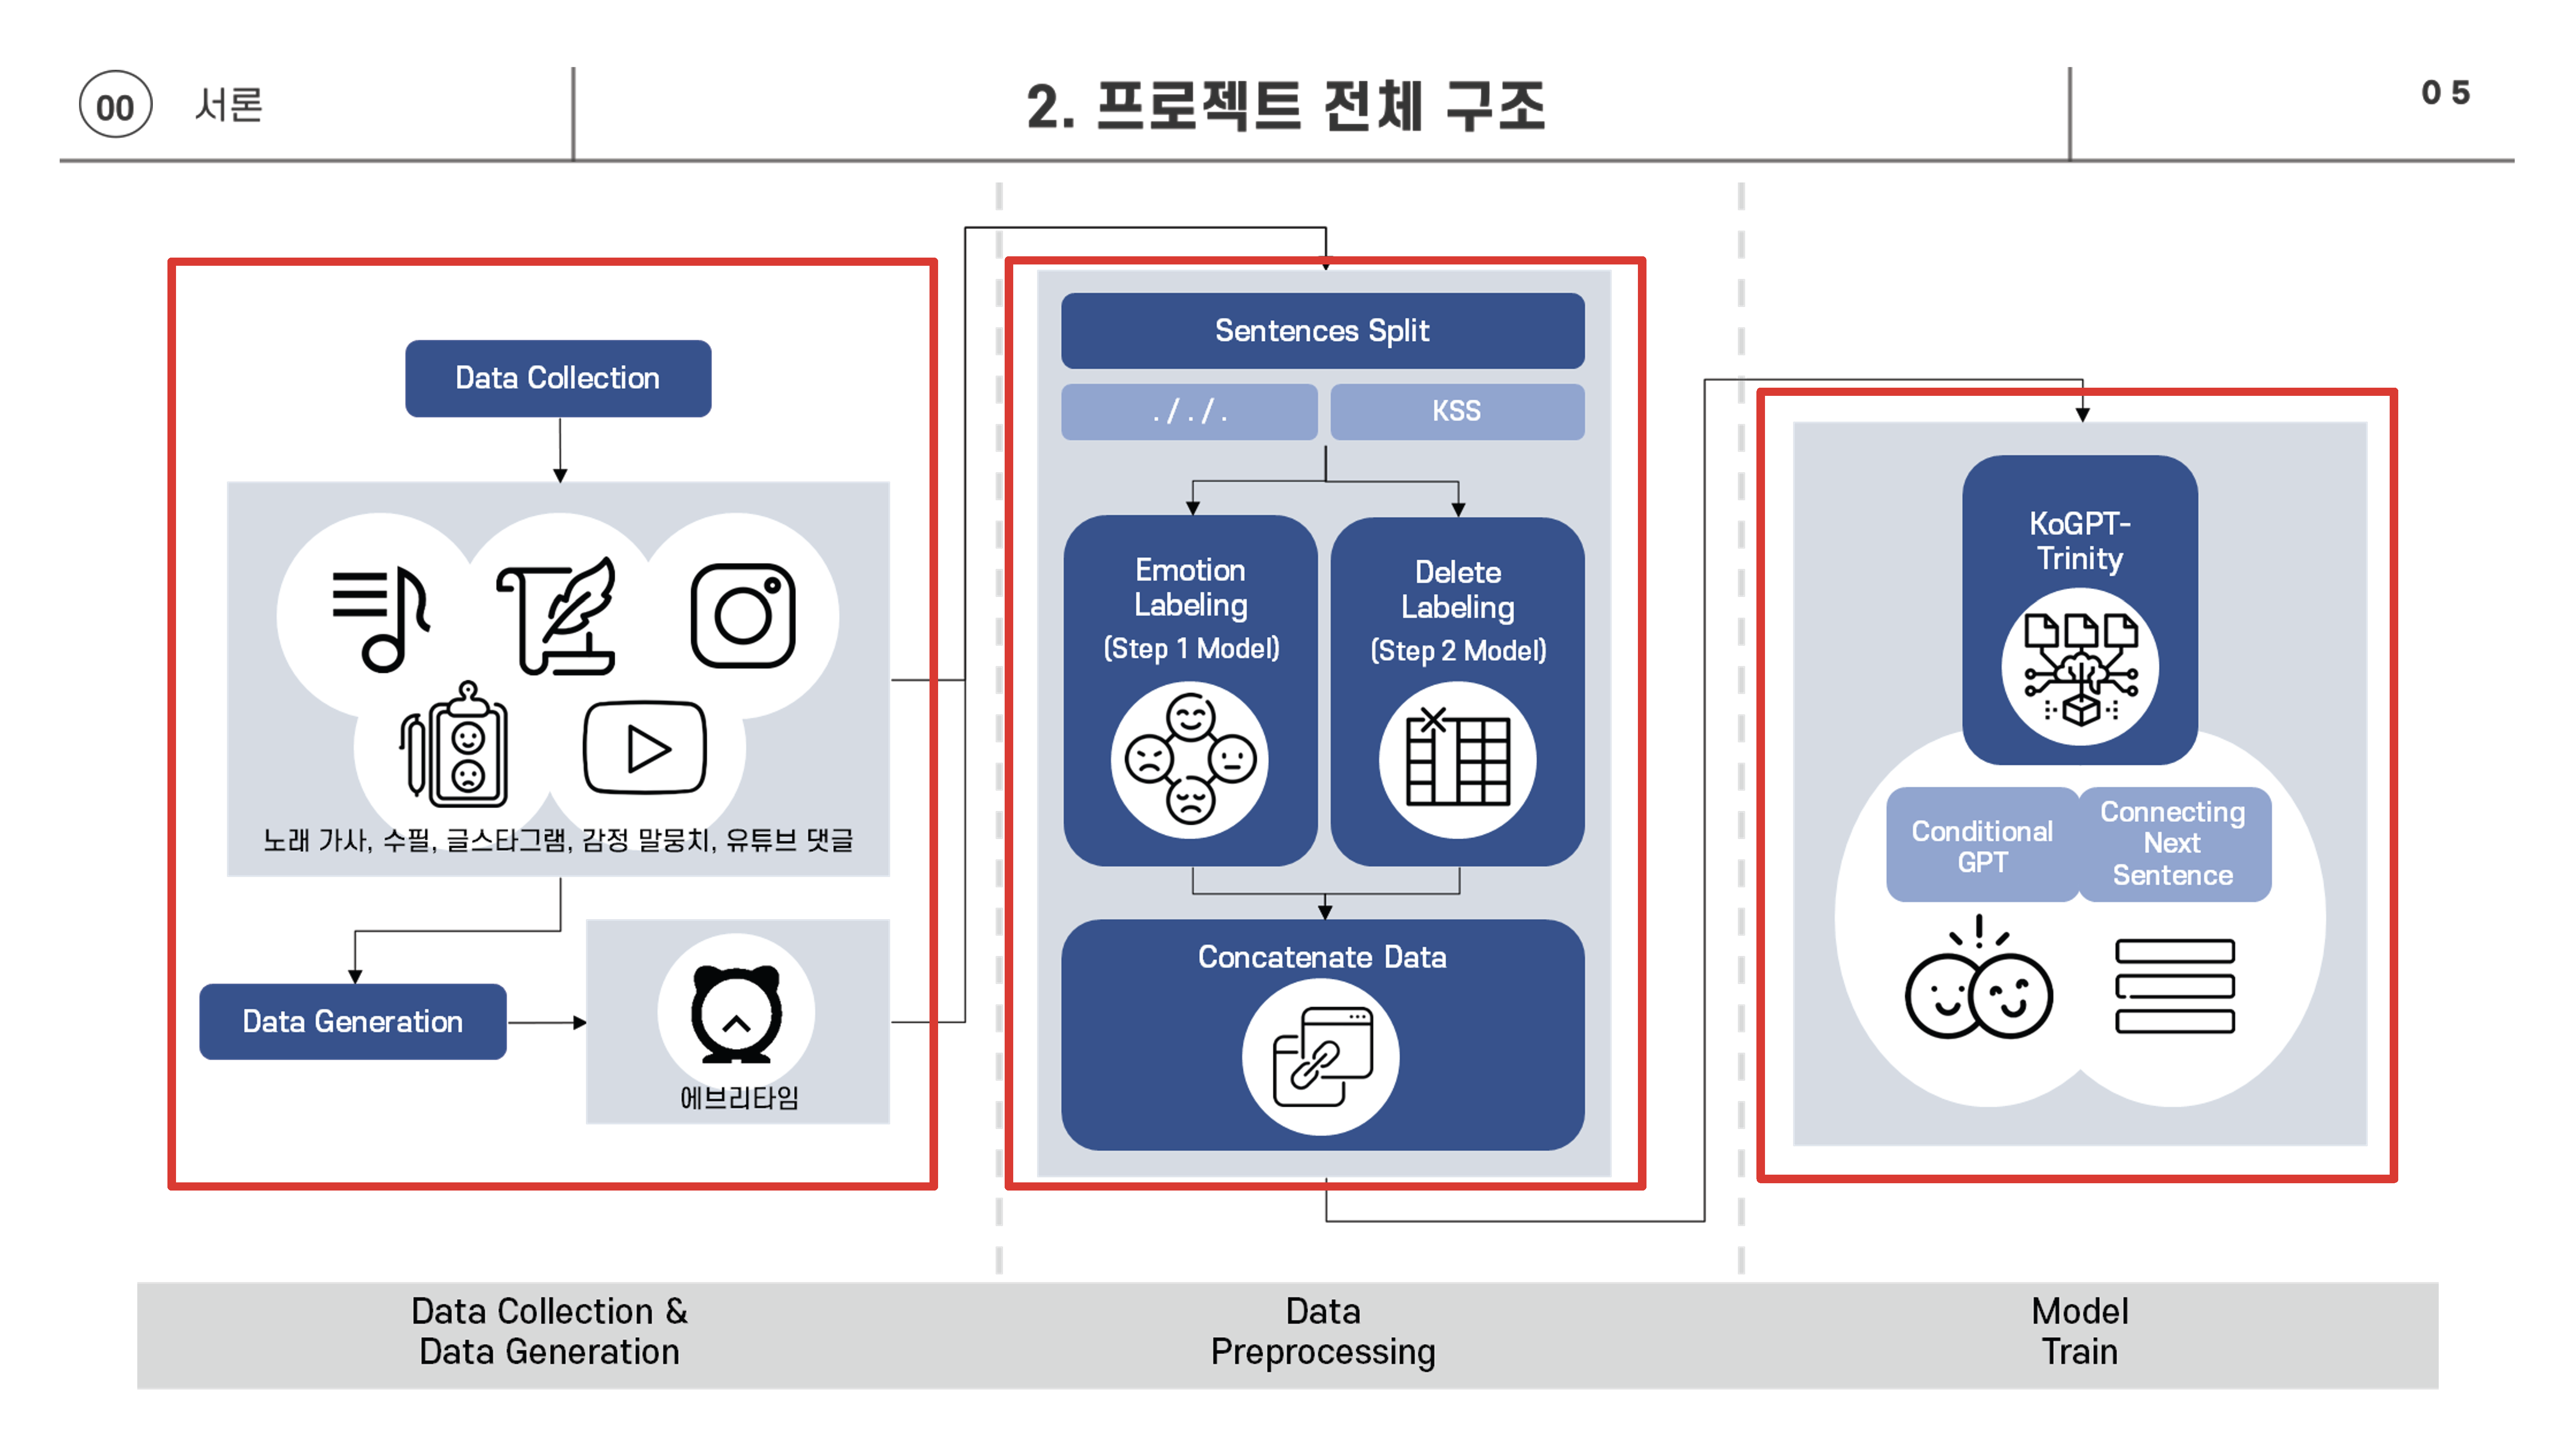 00
서론
2. 프로젝트 전체 구조
05
Data Collection
노래 가사, 수필, 글스타그램, 감정 말뭉치, 유튜브 댓글
Data Generation
에브리타임
Sentences Split
. / . / .
KSS
Emotion
Labeling
(Step 1 Model)
Delete
Labeling
(Step 2 Model)
Concatenate Data
KoGPT-
Trinity
Conditional
GPT
Connecting
Next
Sentence
Data Collection &
Data Generation
Data
Preprocessing
Model
Train